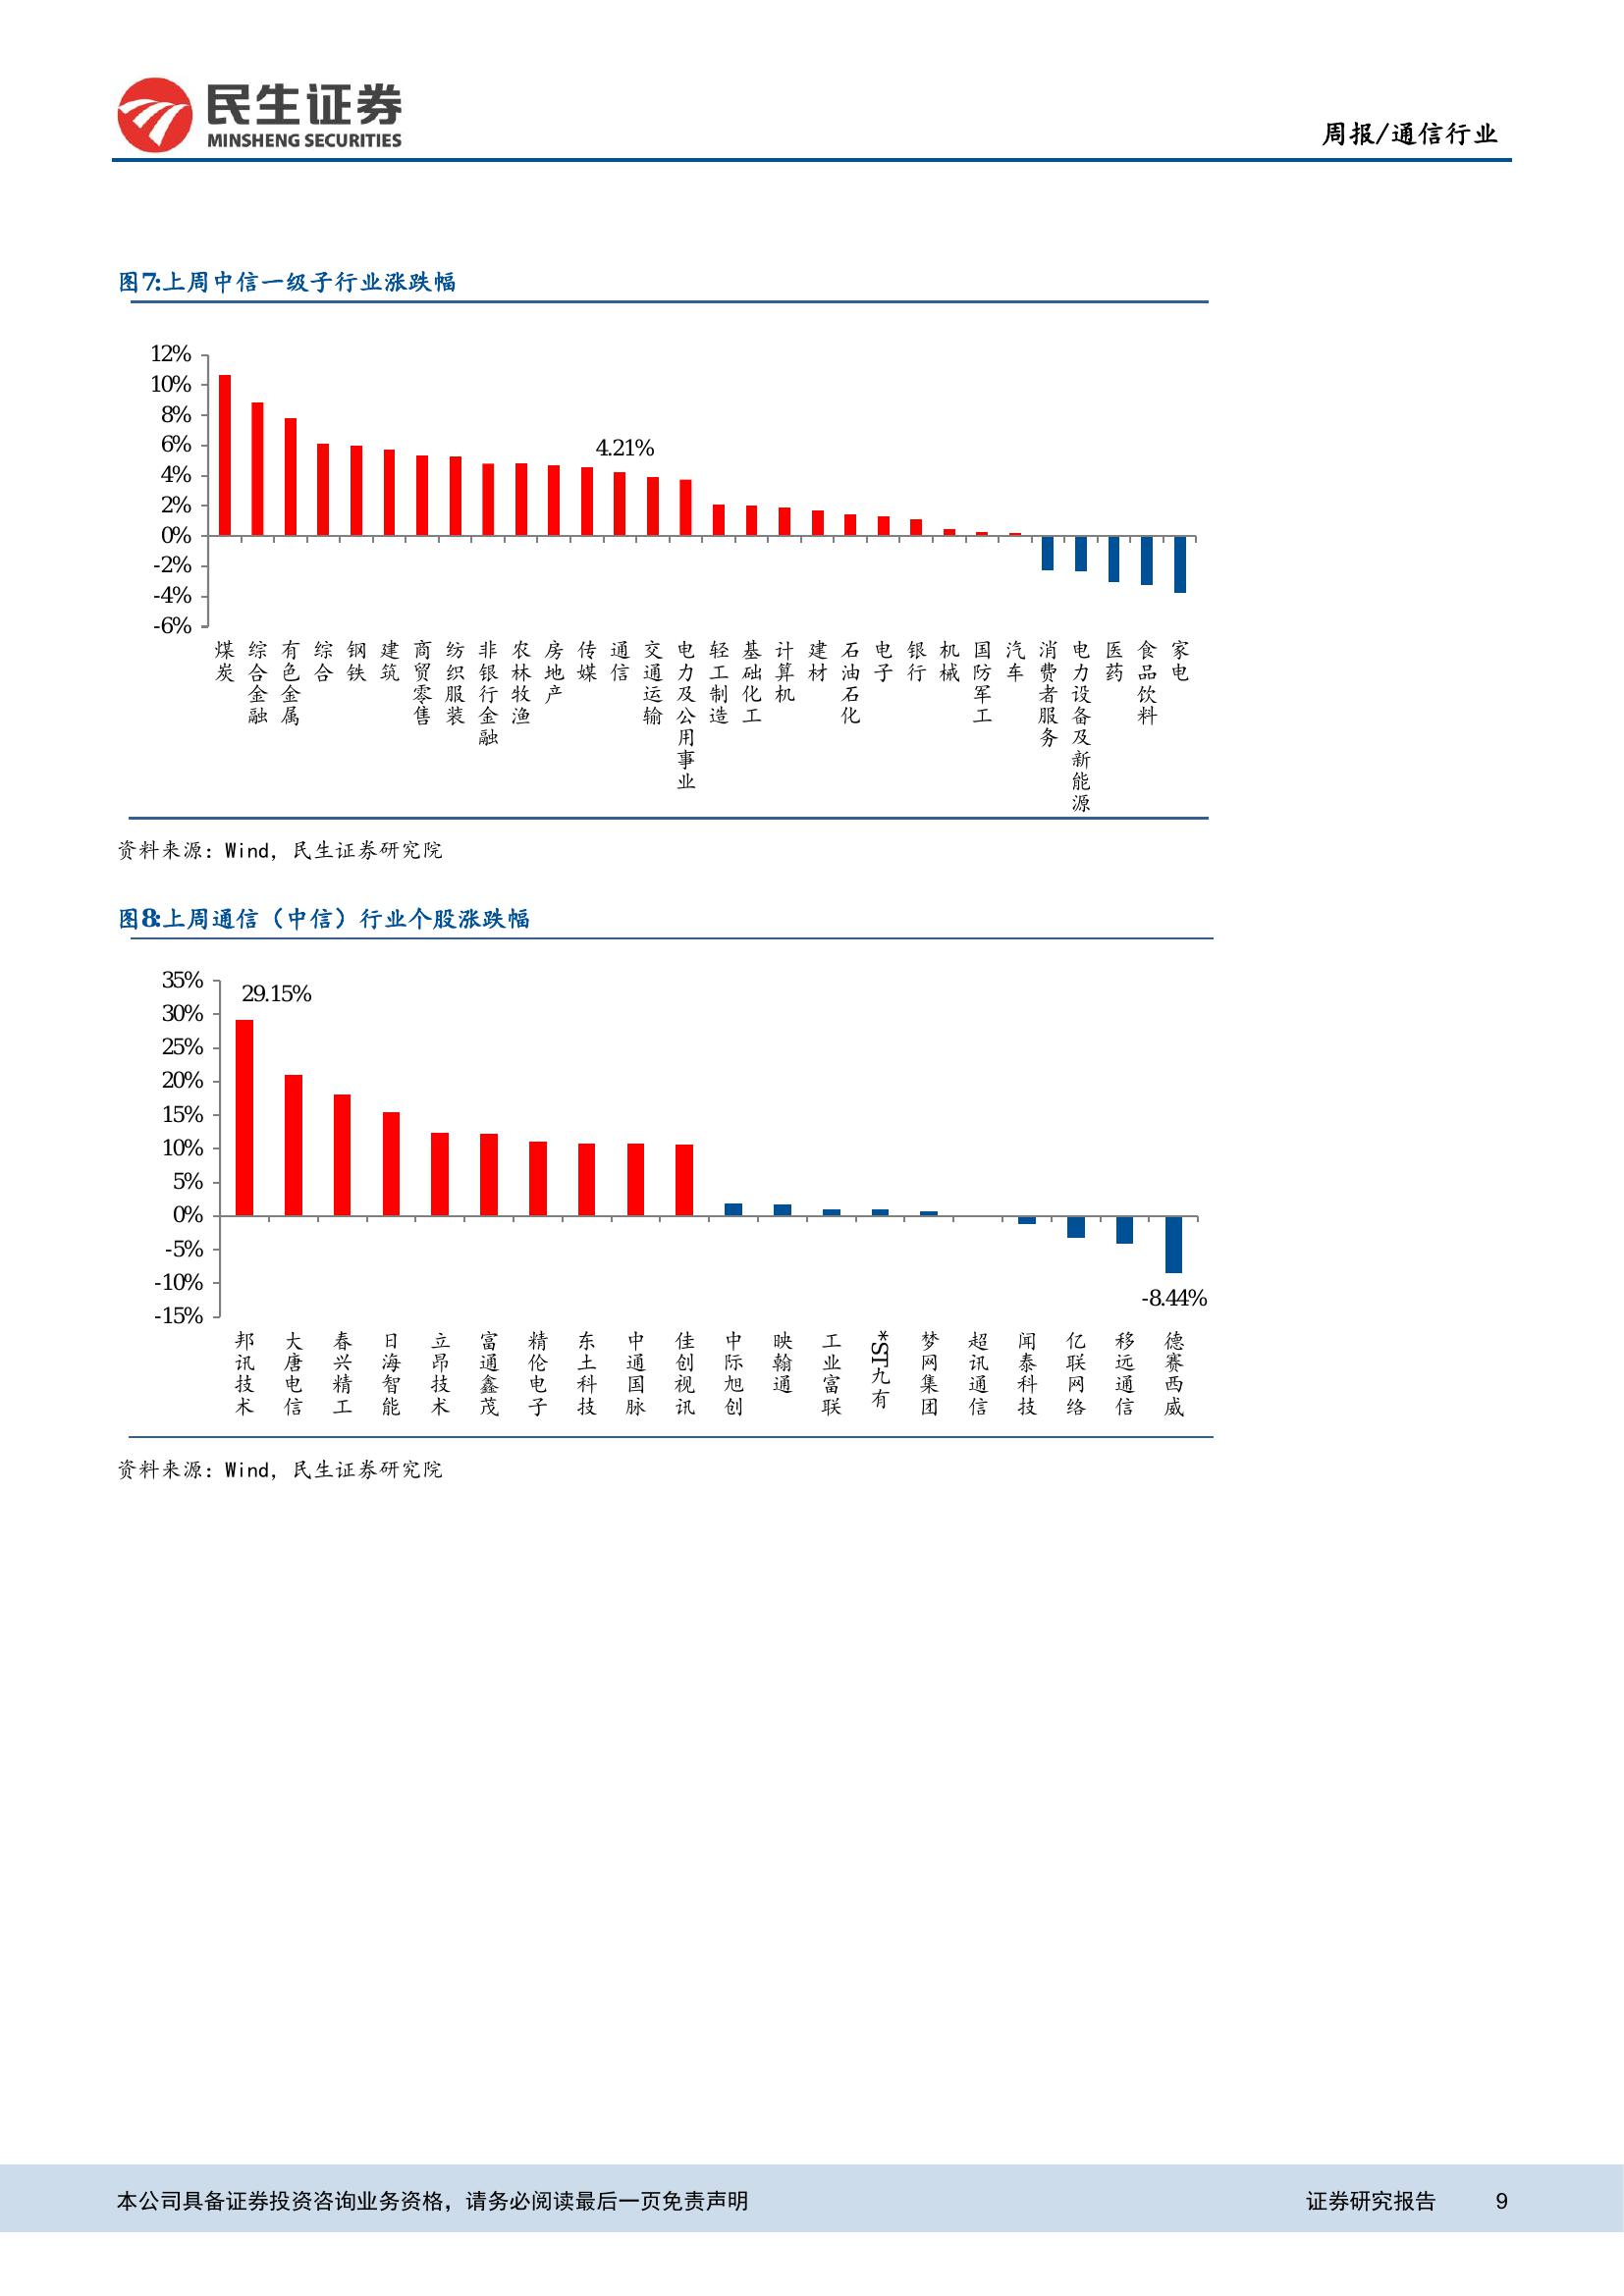 民生证券
MINSHENG SECURITIES
周报/通信行业
图7:上周中信一级子行业涨跌幅
12%
10%
8%
6%
4%
2%
0%
-2%
-4%
-6%
4.21%
煤炭
综合金融
有色金属
综合
钢铁
建筑
商贸零售
纺织服装
非银行金融
农林牧渔
房地产
传媒
通信
交通运输
电力及公用事业
轻工制造
基础化工
计算机
建材
石油石化
电子
银行
机械
国防军工
汽车
消费者服务
电力设备及新能源
医药
食品饮料
家电
资料来源：Wind，民生证券研究院
图8:上周通信（中信）行业个股涨跌幅
35%
30%
25%
20%
15%
10%
5%
0%
-5%
-10%
-15%
29.15%
-8.44%
邦讯技术
大唐电信
春兴精工
日海智能
立昂技术
富通鑫茂
精伦电子
东土科技
中通国脉
佳创视讯
中际旭创
映翰通
工业富联
*ST九有
梦网集团
超讯通信
闻泰科技
亿联网络
移远通信
德赛西威
资料来源：Wind，民生证券研究院
本公司具备证券投资咨询业务资格，请务必阅读最后一页免责声明
证券研究报告 9